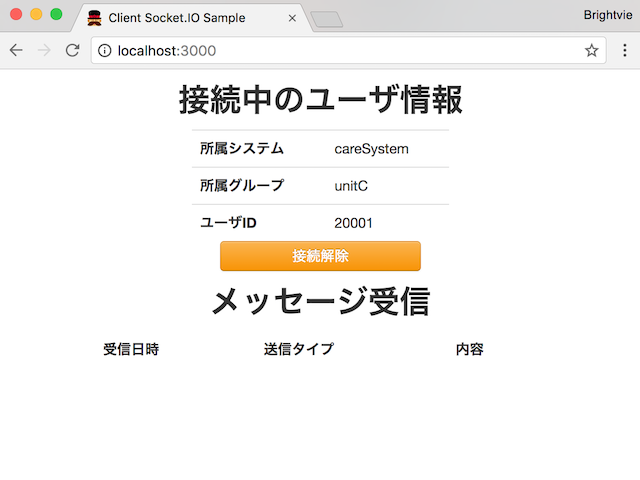 Client Socket.IO Sample
Brightvie
localhost:3000
接続中のユーザ情報
所属システム careSystem
所属グループ unitC
ユーザID 20001
接続解除
メッセージ受信
受信日時 送信タイプ 内容